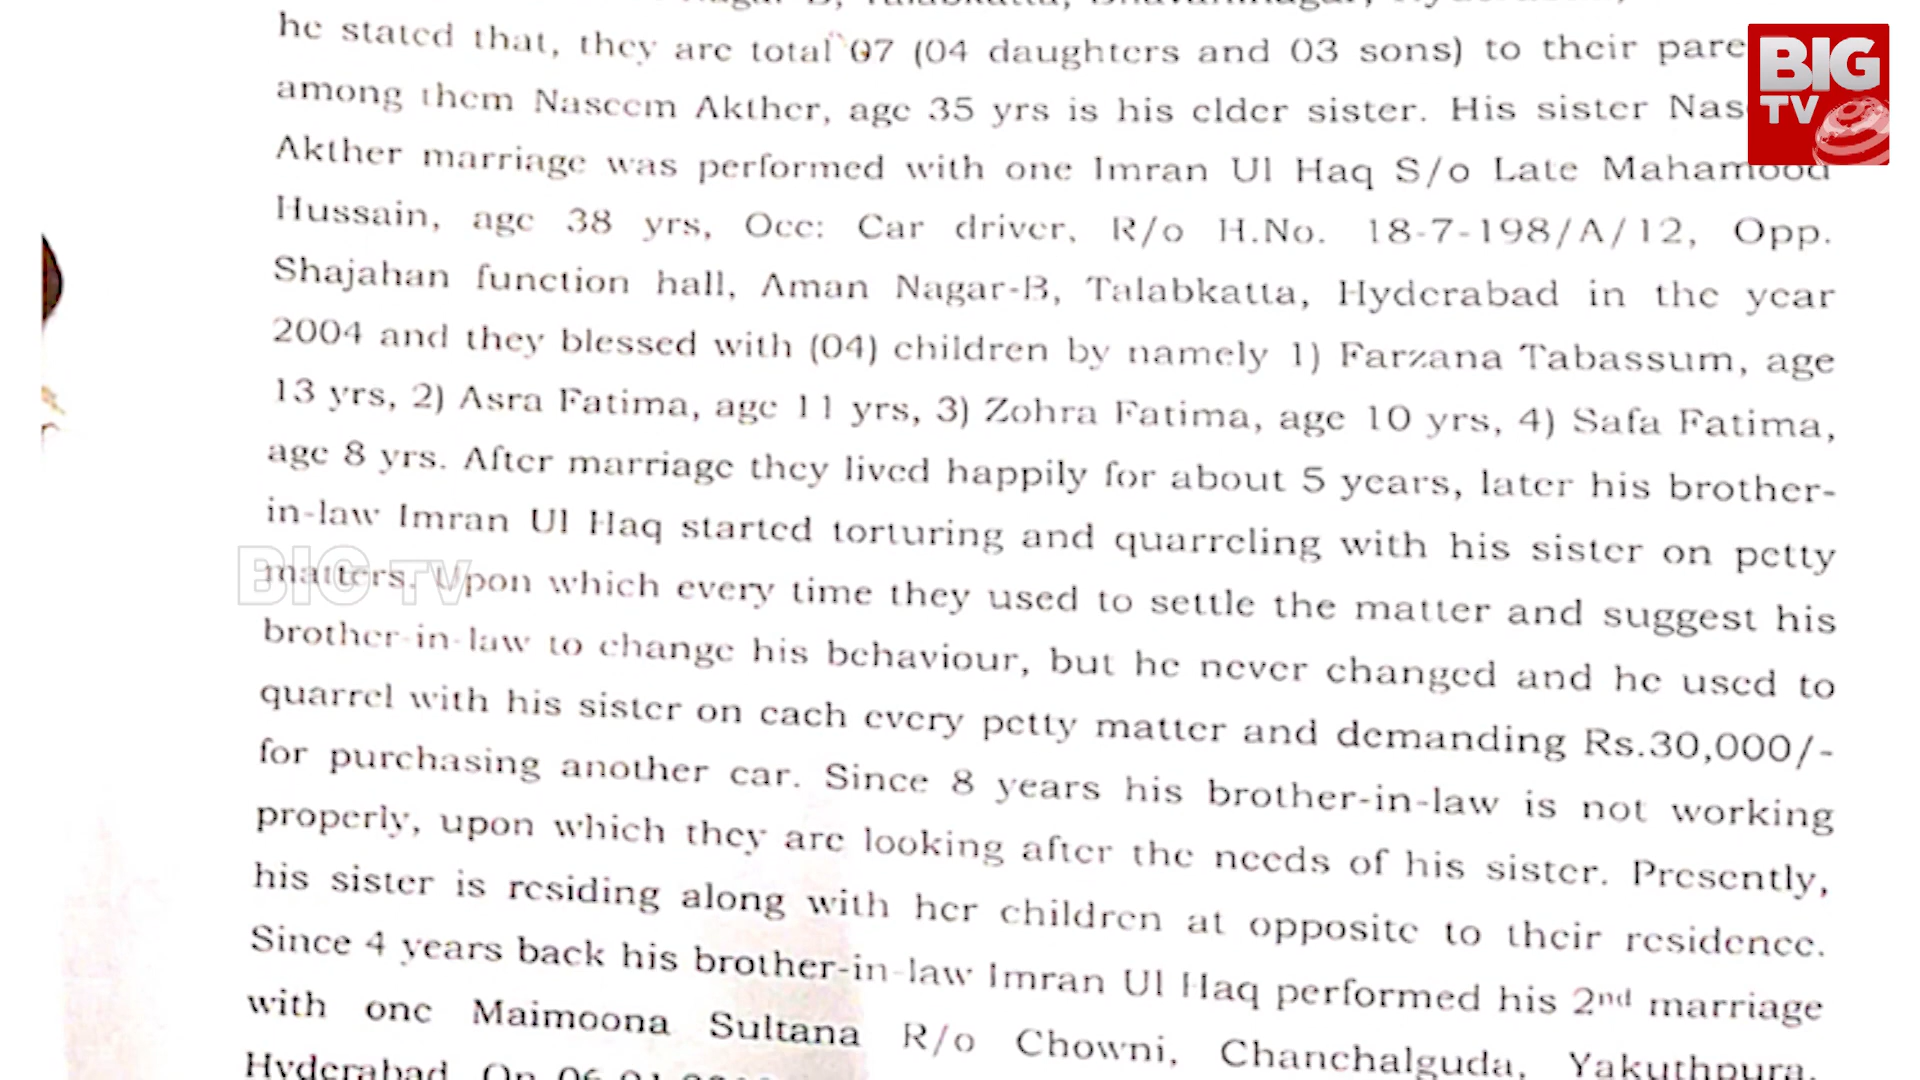 he stated that, they are total 07 (04 daughters and 03 sons) to their pare
among them Naseem Akther, age 35 yrs is his elder sister. His sister Nas
Akther marriage was performed with one Imran Ul Haq S/o Late Mahamood
Hussain, age 38 yrs, Occ: Car driver, R/o H.No. 18-7-198/A/12, Opp.
Shajahan function hall, Aman Nagar-B, Talabkatta, Hyderabad in the year
2004 and they blessed with (04) children by namely 1) Farzana Tabassum, age
13 yrs, 2) Asra Fatima, age 11 yrs, 3) Zohra Fatima, age 10 yrs, 4) Safa Fatima,
age 8 yrs. After marriage they lived happily for about 5 years, later his brother-
in-law Imran Ul Haq started torturing and quarreling with his sister on petty
matters. Upon which every time they used to settle the matter and suggest his
brother-in-law to change his behaviour, but he never changed and he used to
quarrel with his sister on each every petty matter and demanding Rs.30,000/-
for purchasing another car. Since 8 years his brother-in-law is not working
properly, upon which they are looking after the needs of his sister. Presently,
his sister is residing along with her children at opposite to their residence.
Since 4 years back his brother-in-law Imran Ul Haq performed his 2nd marriage
with one Maimoona Sultana R/o Chowni, Chanchalguda, Yakuthpura,
Hyderabad. On
BIG
TV
BIG TV